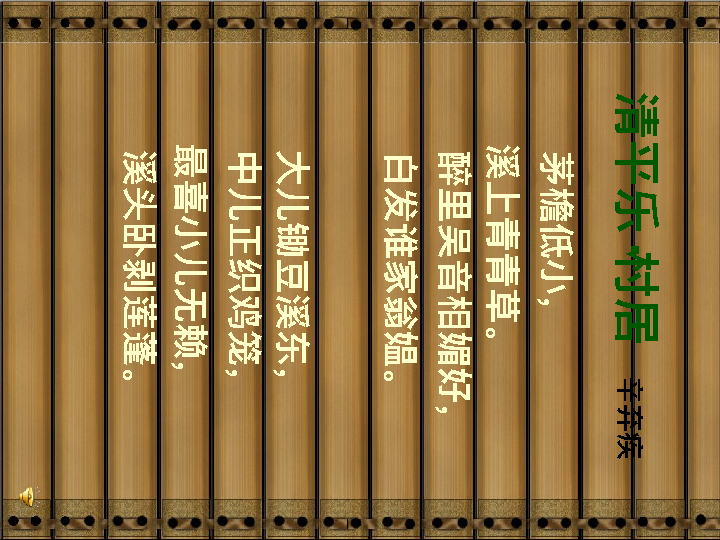 清平乐·村居
辛弃疾
茅檐低小，
溪上青青草。
醉里吴音相媚好，
白发谁家翁媪。
大儿锄豆溪东，
中儿正织鸡笼，
最喜小儿无赖，
溪头卧剥莲蓬。